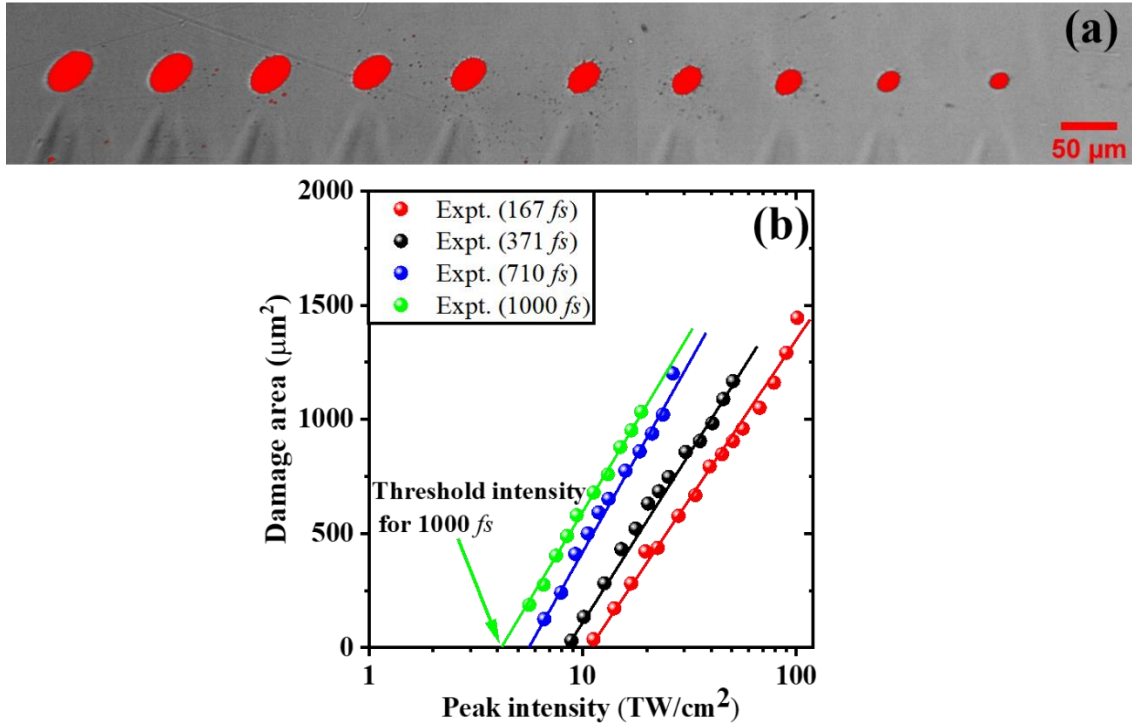 (a)
50 µm
(b)
2000
1500
1000
500
0
Damage area (µm²)
Expt. (167 fs)
Expt. (371 fs)
Expt. (710 fs)
Expt. (1000 fs)
Threshold intensity
for 1000 fs
1
10
100
Peak intensity (TW/cm²)